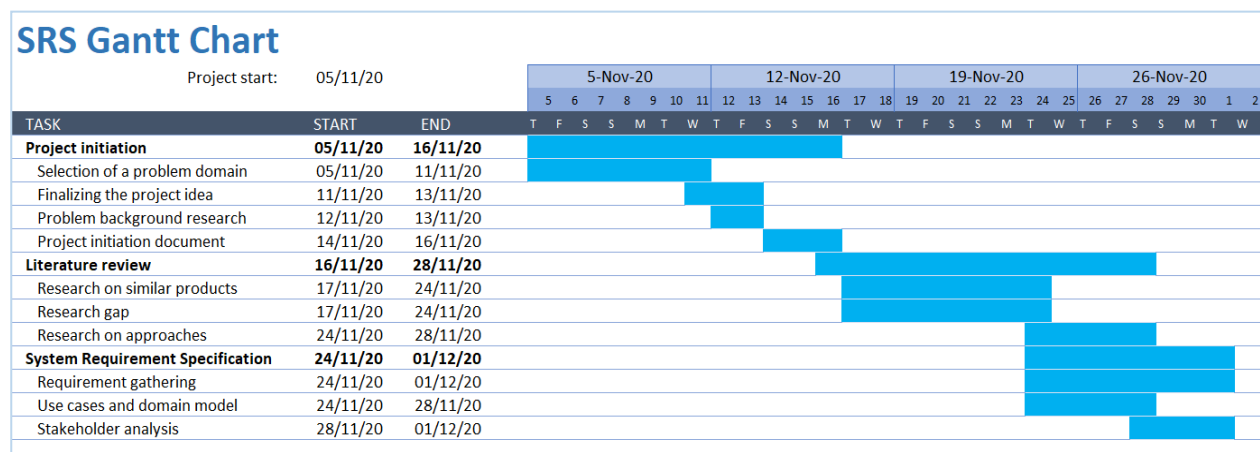 SRS Gantt Chart
Project start: 05/11/20 5-Nov-20 12-Nov-20 19-Nov-20 26-Nov-20
5 6 7 8 9 10 11 12 13 14 15 16 17 18 19 20 21 22 23 24 25 26 27 28 29 30 1 2
TASK START END T F S S M T W T F S S M T W T F S S M T W T F S S M T W
Project initiation 05/11/20 16/11/20
Selection of a problem domain 05/11/20 11/11/20
Finalizing the project idea 11/11/20 13/11/20
Problem background research 12/11/20 13/11/20
Project initiation document 14/11/20 16/11/20
Literature review 16/11/20 28/11/20
Research on similar products 17/11/20 24/11/20
Research gap 17/11/20 24/11/20
Research on approaches 24/11/20 28/11/20
System Requirement Specification 24/11/20 01/12/20
Requirement gathering 24/11/20 01/12/20
Use cases and domain model 24/11/20 28/11/20
Stakeholder analysis 28/11/20 01/12/20